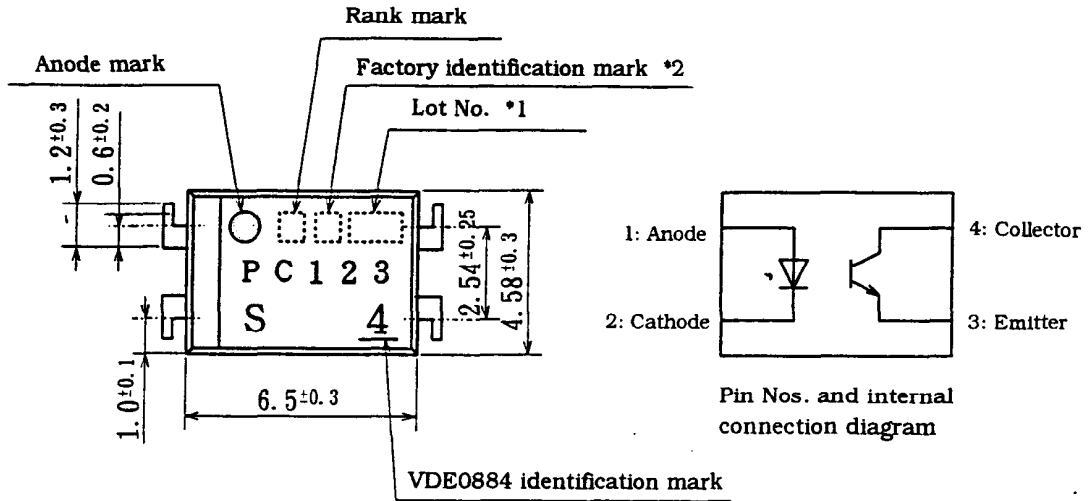 Rank mark
Anode mark
Factory identification mark *2
Lot No. *1
1.2±0.3
0.6±0.2
P C 1 2 3
S 4
2.54±0.25
4.58±0.3
1.0±0.1
6.5±0.3
VDE0884 identification mark
1: Anode
4: Collector
2: Cathode
3: Emitter
Pin Nos. and internal
connection diagram